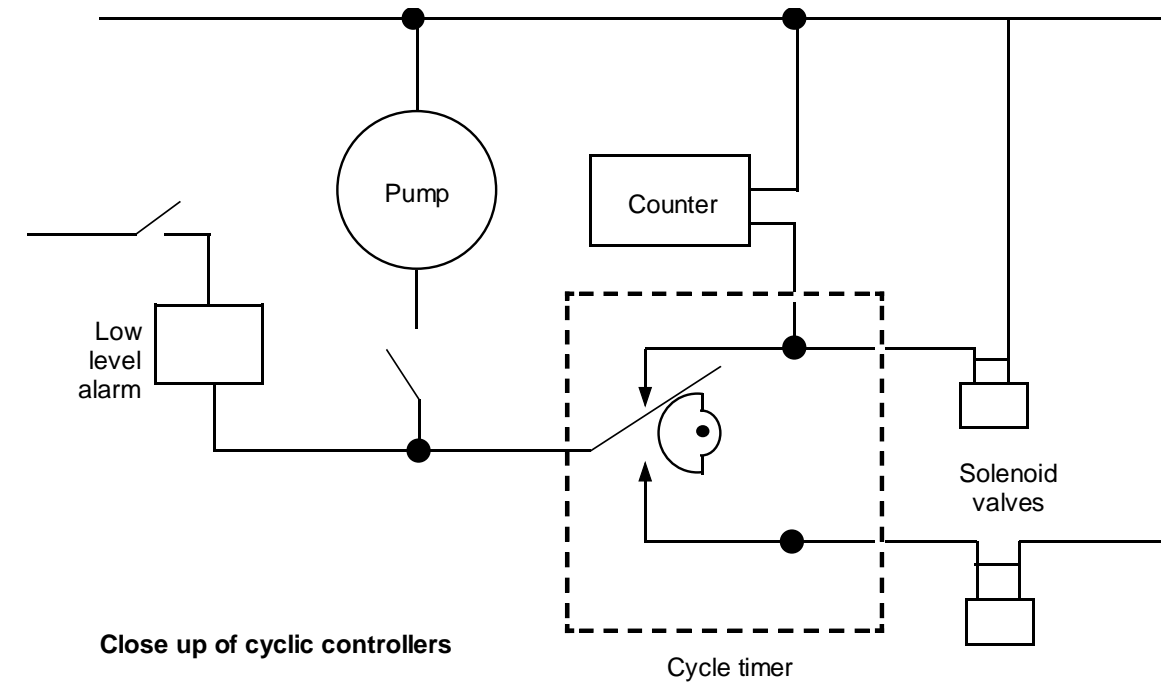 Pump
Counter
Low
level
alarm
Solenoid
valves
Close up of cyclic controllers
Cycle timer